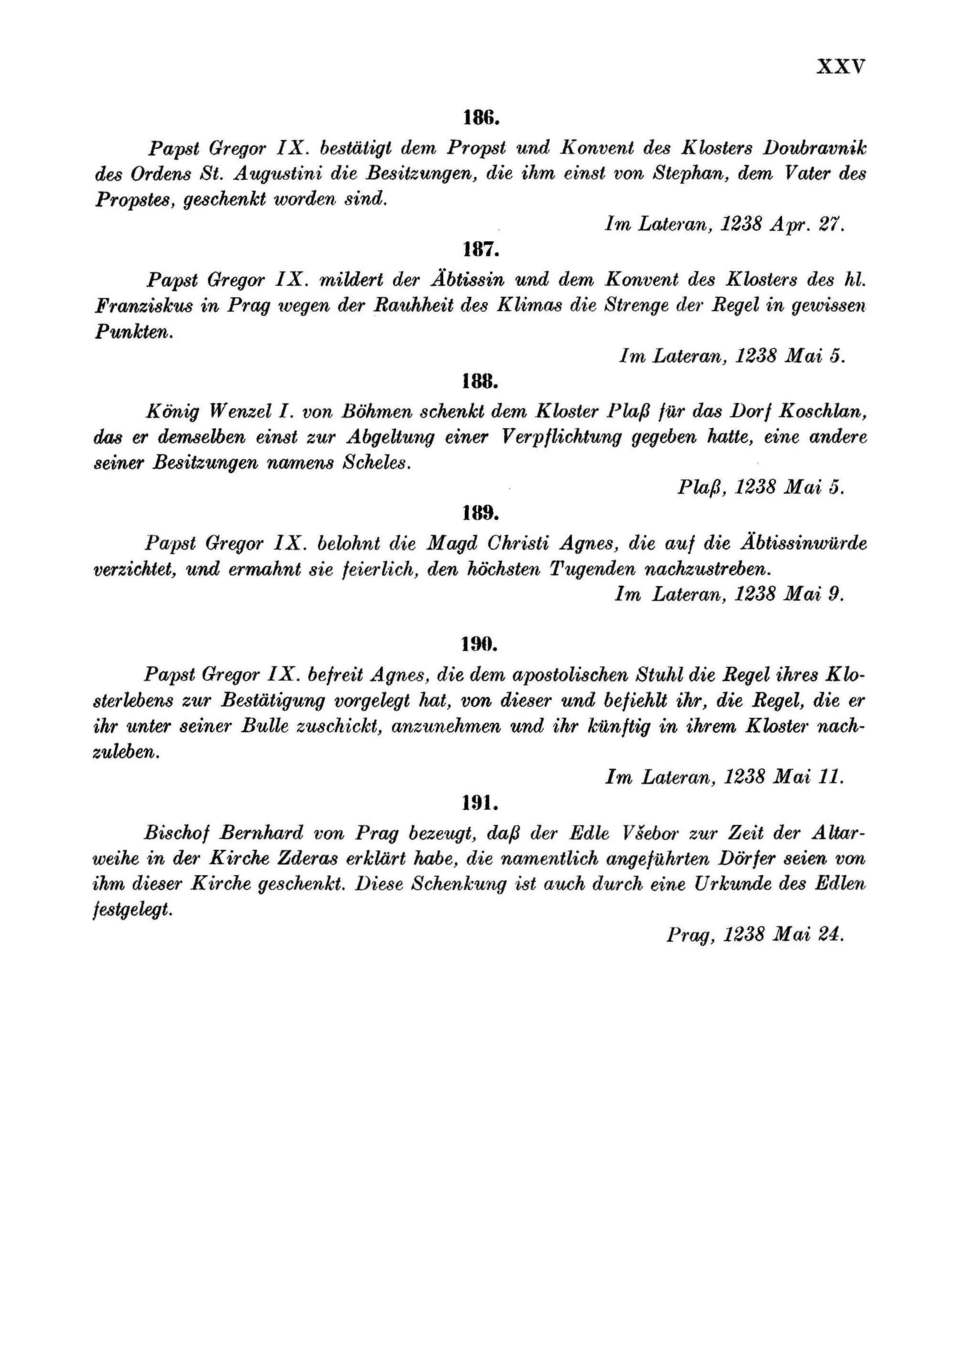 XXV
186.
Papst Gregor IX. bestätigt dem Propst und Konvent des Klosters Doubravnik
des Ordens St. Augustini die Besitzungen, die ihm einst von Stephan, dem Vater des
Propstes, geschenkt worden sind.
Im Lateran, 1238 Apr. 27.
187.
Papst Gregor IX. mildert der Äbtissin und dem Konvent des Klosters des hl.
Franziskus in Prag wegen der Rauhheit des Klimas die Strenge der Regel in gewissen
Punkten.
Im Lateran, 1238 Mai 5.
188.
König Wenzel I. von Böhmen schenkt dem Kloster Plaß für das Dorf Koschlan,
das er demselben einst zur Abgeltung einer Verpflichtung gegeben hatte, eine andere
seiner Besitzungen namens Scheles.
Plaß, 1238 Mai 5.
189.
Papst Gregor IX. belohnt die Magd Christi Agnes, die auf die Äbtissinwürde
verzichtet, und ermahnt sie feierlich, den höchsten Tugenden nachzustreben.
Im Lateran, 1238 Mai 9.
190.
Papst Gregor IX. befreit Agnes, die dem apostolischen Stuhl die Regel ihres Klo-
sterlebens zur Bestätigung vorgelegt hat, von dieser und befiehlt ihr, die Regel, die er
ihr unter seiner Bulle zuschickt, anzunehmen und ihr künftig in ihrem Kloster nach-
zuleben.
Im Lateran, 1238 Mai 11.
191.
Bischof Bernhard von Prag bezeugt, daß der Edle Všebor zur Zeit der Altar-
weihe in der Kirche Zderas erklärt habe, die namentlich angeführten Dörfer seien von
ihm dieser Kirche geschenkt. Diese Schenkung ist auch durch eine Urkunde des Edlen
festgelegt.
Prag, 1238 Mai 24.